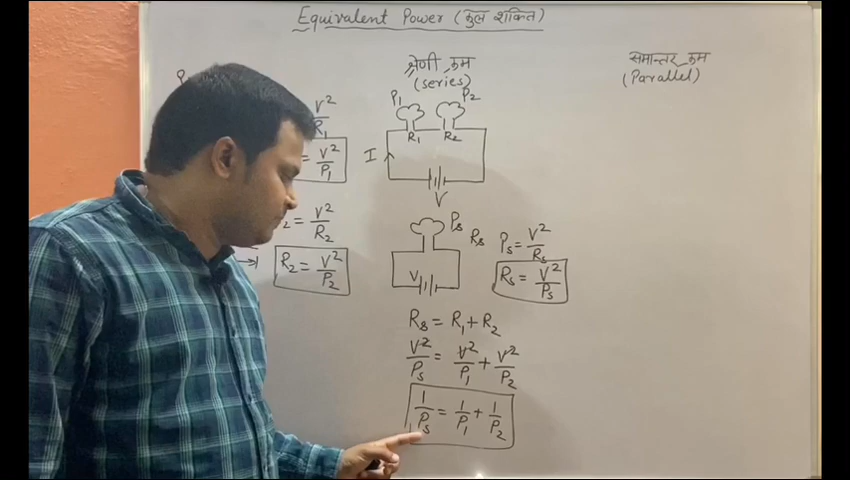 Equivalent Power (कुल शक्ति)
श्रेणी क्रम
(series)
समान्तर क्रम
(Parallel)
P₁ P₂
V²
R₁
R₁ R₂
I
= V²/P₁
V
= V²/R₂
R₂ = V²/P₂
Pₛ
Rₛ
Pₛ = V²/Rₛ
V
Rₛ = V²/Pₛ
Rₛ = R₁ + R₂
V²/Pₛ = V²/P₁ + V²/P₂
1/Pₛ = 1/P₁ + 1/P₂